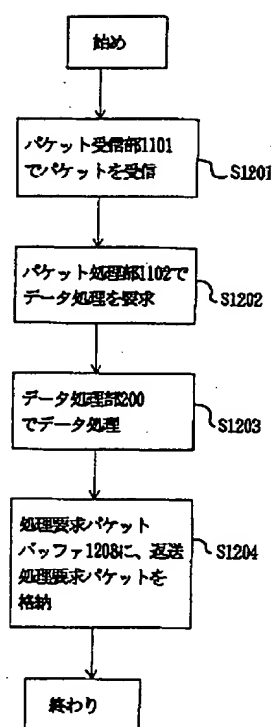 始め
パケット受信部1101
でパケットを受信
S1201
パケット処理部1102で
データ処理を要求
S1202
データ処理部200
でデータ処理
S1203
処理要求パケット
バッファ1208に、返送
処理要求パケットを
格納
S1204
終わり